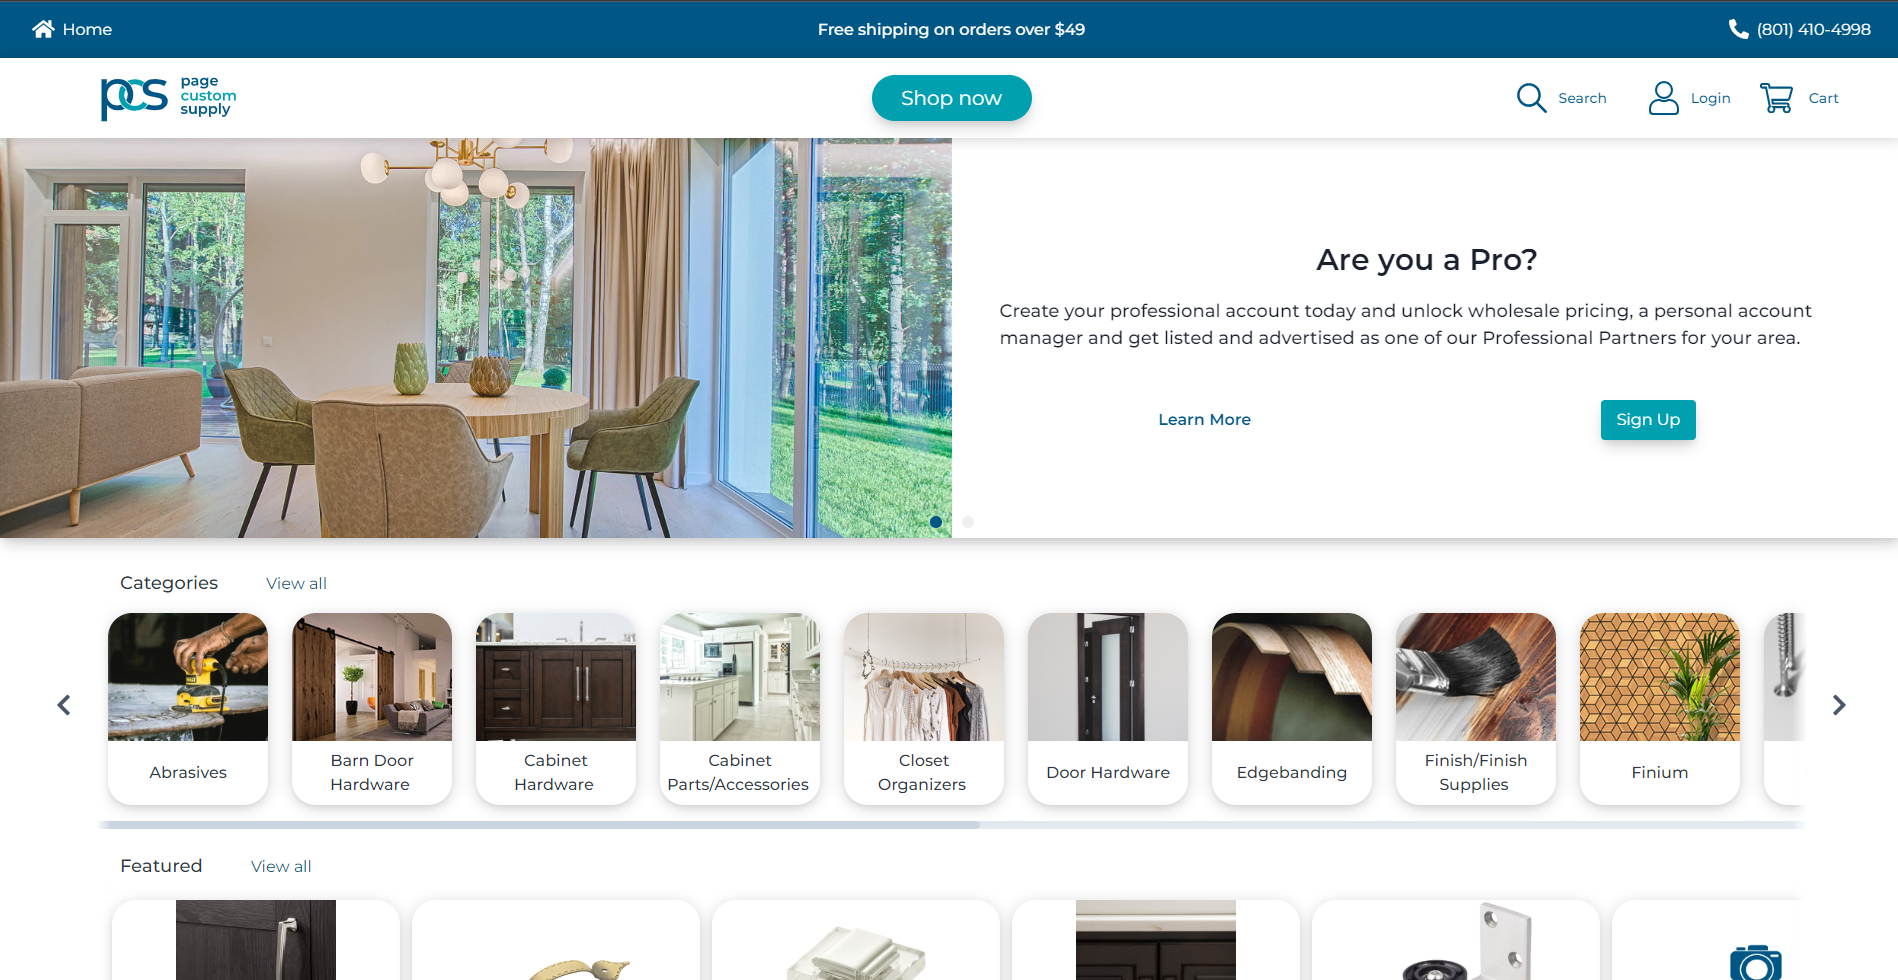 Home
Free shipping on orders over $49
(801) 410-4998
pcs
page
custom
supply
Shop now
Search
Login
Cart
Are you a Pro?
Create your professional account today and unlock wholesale pricing, a personal account
manager and get listed and advertised as one of our Professional Partners for your area.
Learn More
Sign Up
Categories
View all
Abrasives
Barn Door
Hardware
Cabinet
Hardware
Cabinet
Parts/Accessories
Closet
Organizers
Door Hardware
Edgebanding
Finish/Finish
Supplies
Finium
Featured
View all